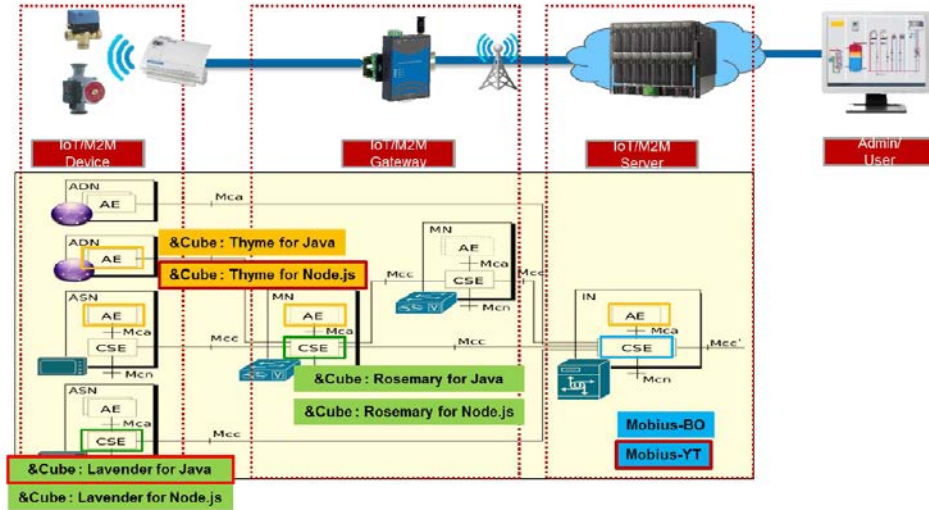 IoT/M2M
Device
IoT/M2M
Gateway
IoT/M2M
Server
Admin/
User
ADN
AE
Mca
ADN
AE
&Cube : Thyme for Java
&Cube : Thyme for Node.js
MN
AE
Mca
CSE
Mcn
Mcc
Mcc
ASN
AE
Mca
CSE
Mcn
Mcc
MN
AE
Mca
CSE
Mcc
IN
AE
Mca
CSE
Mcn
Mcc'
&Cube : Rosemary for Java
&Cube : Rosemary for Node.js
ASN
AE
Mca
CSE
Mcc
Mobius-BO
Mobius-YT
&Cube : Lavender for Java
&Cube : Lavender for Node.js